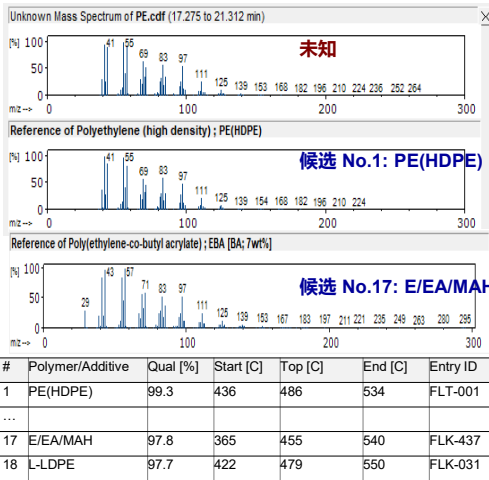 Unknown Mass Spectrum of PE.cdf (17.275 to 21.312 min)
[%] 100
41 55 69 83 97 111 125 139 153 168 182 196 210 224 236 252 264
未知
50
0
m/z --> 0 100 200 300
Reference of Polyethylene (high density) ; PE(HDPE)
[%] 100
41 55 69 83 97 111 125 139 154 168 182 196 210 224
候选 No.1: PE(HDPE)
50
0
m/z --> 0 100 200 300
Reference of Poly(ethylene-co-butyl acrylate) ; EBA [BA; 7wt%]
[%] 100
29 43 57 71 83 97 111 125 139 153 167 183 197 211 221 235 249 263 280 295
候选 No.17: E/EA/MAH
50
0
m/z --> 0 100 200 300
# Polymer/Additive Qual [%] Start [C] Top [C] End [C] Entry ID
1 PE(HDPE) 99.3 436 486 534 FLT-001
...
17 E/EA/MAH 97.8 365 455 540 FLK-437
18 L-LDPE 97.7 422 479 550 FLK-031